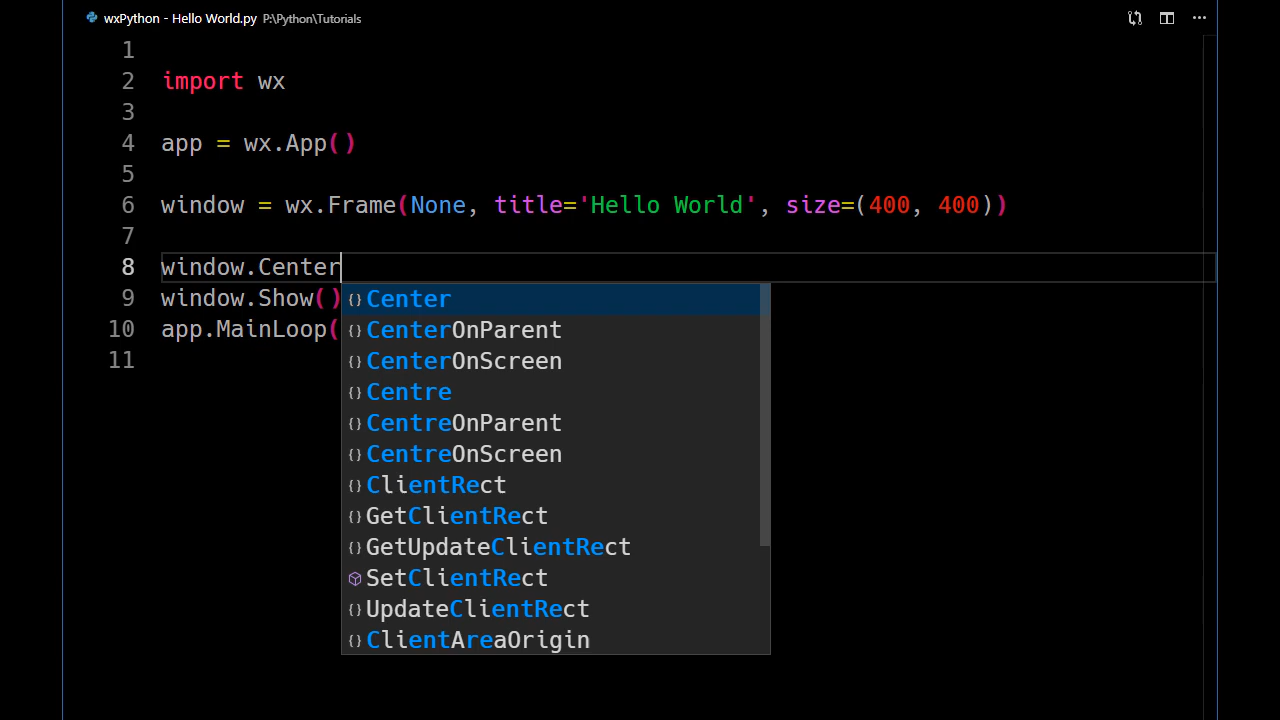 wxPython - Hello World.py P:\Python\Tutorials
1
2 import wx
3
4 app = wx.App()
5
6 window = wx.Frame(None, title='Hello World', size=(400, 400))
7
8 window.Center
9 window.Show()
10 app.MainLoop(
11
Center
CenterOnParent
CenterOnScreen
Centre
CentreOnParent
CentreOnScreen
ClientRect
GetClientRect
GetUpdateClientRect
SetClientRect
UpdateClientRect
ClientAreaOrigin